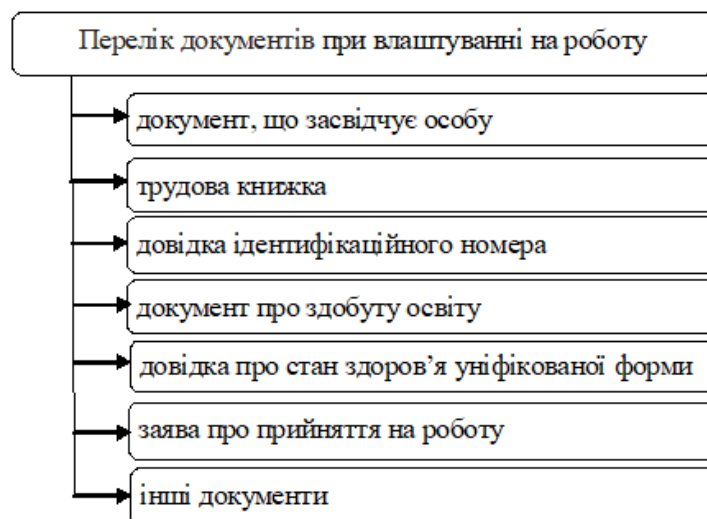 Перелік документів при влаштуванні на роботу
документ, що засвідчує особу
трудова книжка
довідка ідентифікаційного номера
документ про здобуту освіту
довідка про стан здоров’я уніфікованої форми
заява про прийняття на роботу
інші документи